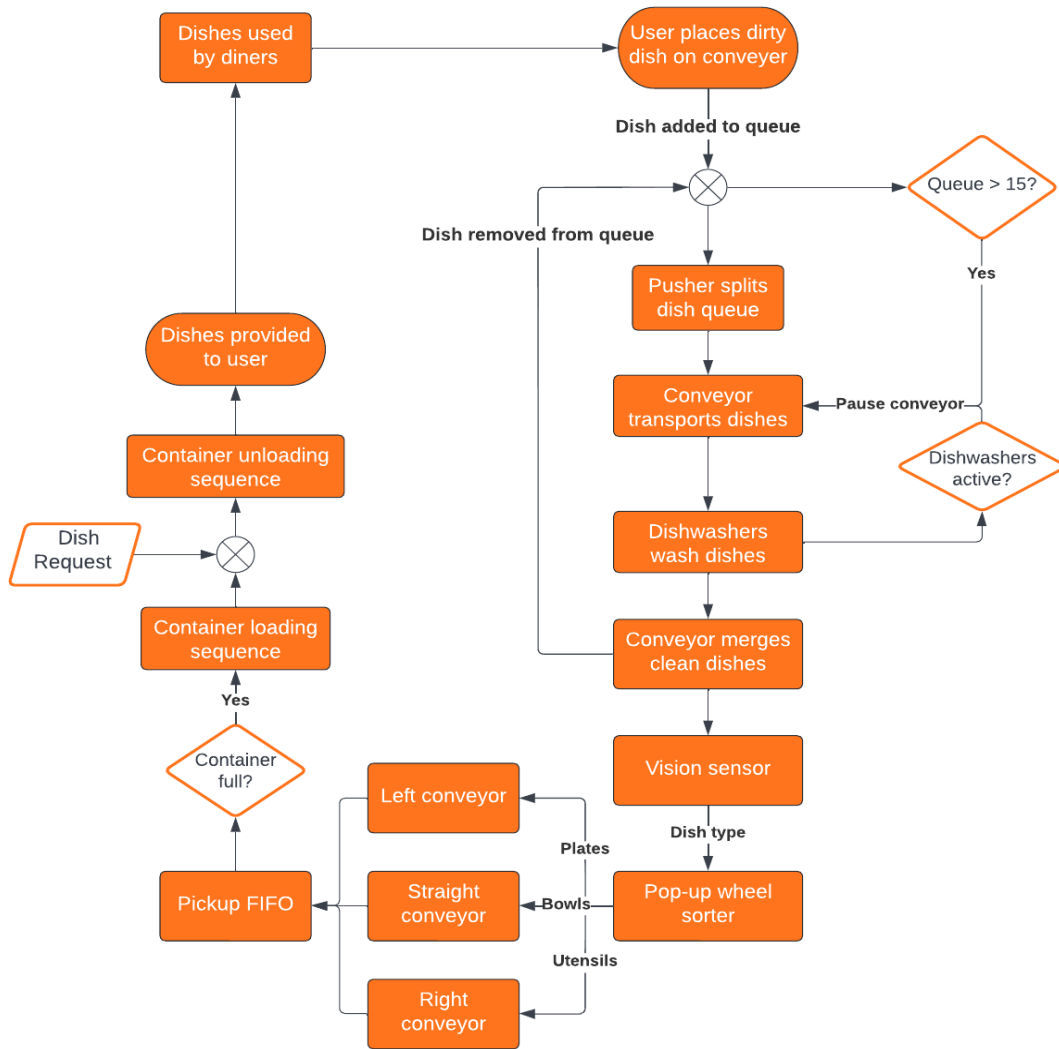 Dishes used
by diners
User places dirty
dish on conveyer
Dish added to queue
Queue > 15?
Dish removed from queue
Yes
Pusher splits
dish queue
Dishes provided
to user
Conveyor
transports dishes
Pause conveyor
Container unloading
sequence
Dishwashers
active?
Dish
Request
Dishwashers
wash dishes
Container loading
sequence
Conveyor merges
clean dishes
Yes
Container
full?
Vision sensor
Left conveyor
Dish type
Plates
Pickup FIFO
Straight
conveyor
Bowls
Pop-up wheel
sorter
Utensils
Right
conveyor